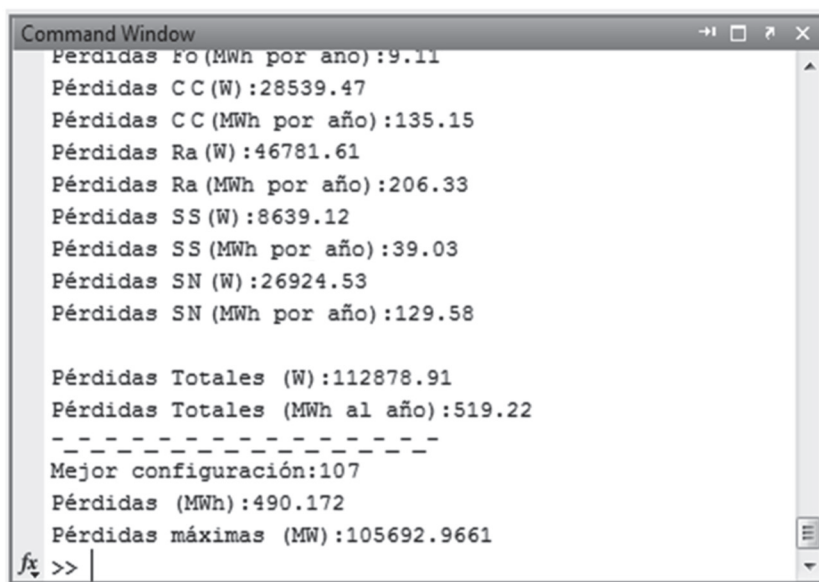 Command Window
Pérdidas Fo (MWh por año):9.11
Pérdidas CC (W):28539.47
Pérdidas CC (MWh por año):135.15
Pérdidas Ra (W):46781.61
Pérdidas Ra (MWh por año):206.33
Pérdidas SS (W):8639.12
Pérdidas SS (MWh por año):39.03
Pérdidas SN (W):26924.53
Pérdidas SN (MWh por año):129.58
Pérdidas Totales (W):112878.91
Pérdidas Totales (MWh al año):519.22
-_-_-_-_-_-_-_-_-_-_-_-_-_-_-
Mejor configuración:107
Pérdidas (MWh):490.172
Pérdidas máximas (MW):105692.9661
fx >>